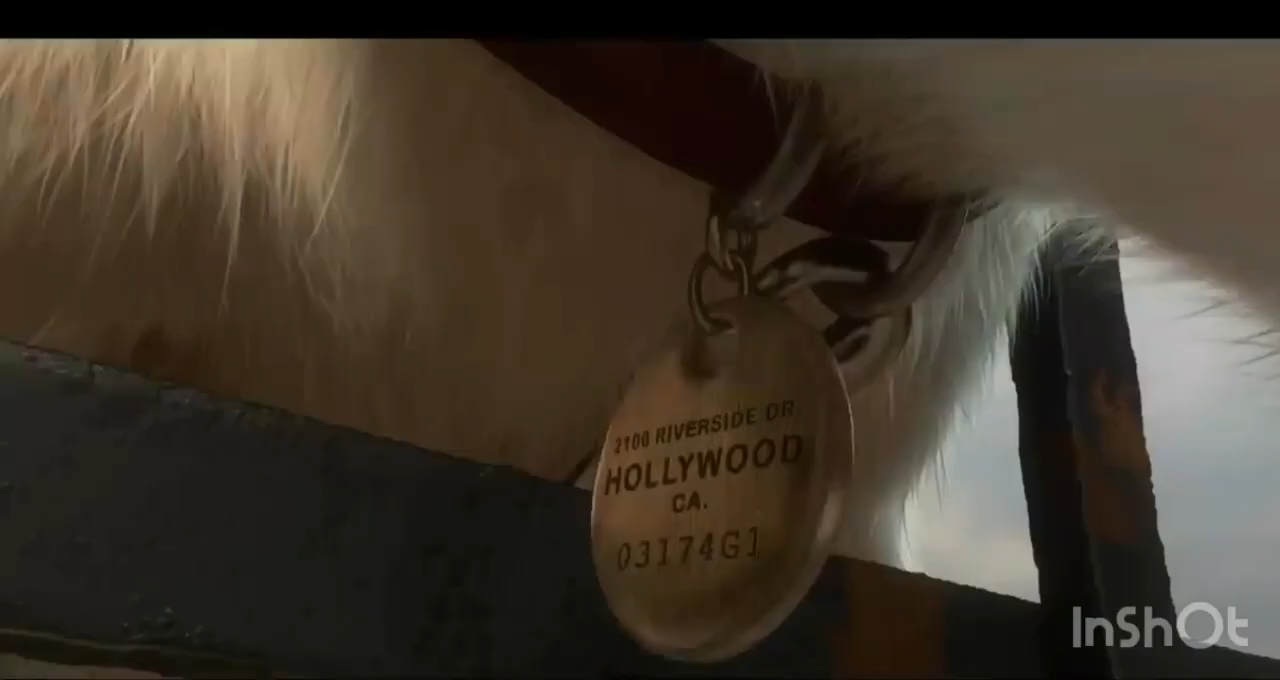 2100 RIVERSIDE DR.
HOLLYWOOD
CA.
03174G1
InShOt